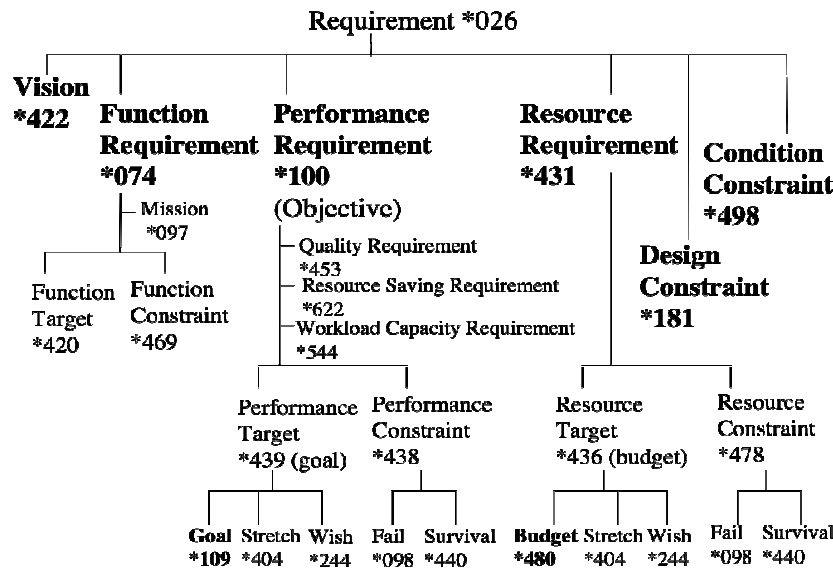 Requirement *026
Vision
*422
Function
Requirement
*074
Performance
Requirement
*100
(Objective)
Resource
Requirement
*431
Condition
Constraint
*498
Design
Constraint
*181
Mission
*097
Function
Target
*420
Function
Constraint
*469
Quality Requirement
*453
Resource Saving Requirement
*622
Workload Capacity Requirement
*544
Performance
Target
*439 (goal)
Performance
Constraint
*438
Resource
Target
*436 (budget)
Resource
Constraint
*478
Goal
*109
Stretch
*404
Wish
*244
Fail
*098
Survival
*440
Budget
*480
Stretch
*404
Wish
*244
Fail
*098
Survival
*440